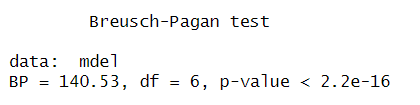 Breusch-Pagan test
data:  mdel
BP = 140.53, df = 6, p-value < 2.2e-16